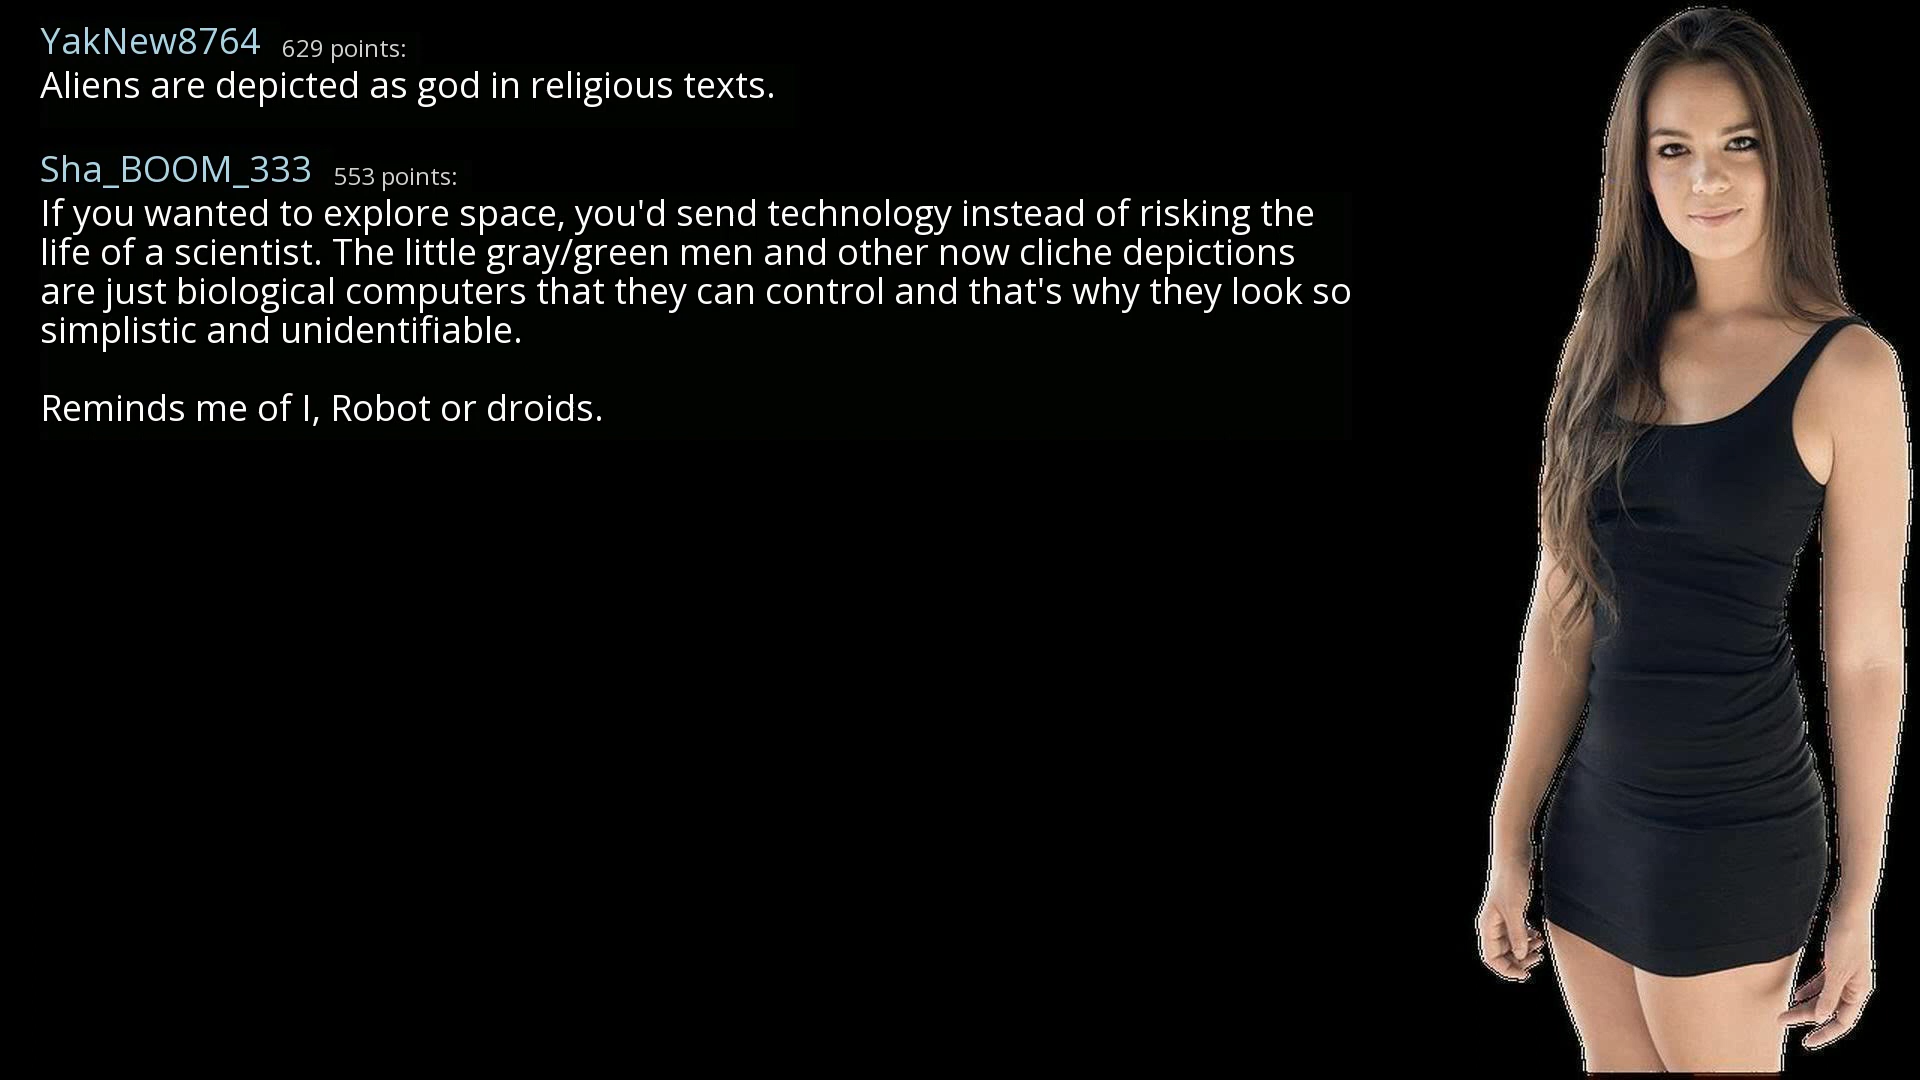 YakNew8764 629 points:
Aliens are depicted as god in religious texts.
Sha_BOOM_333 553 points:
If you wanted to explore space, you'd send technology instead of risking the
life of a scientist. The little gray/green men and other now cliche depictions
are just biological computers that they can control and that's why they look so
simplistic and unidentifiable.
Reminds me of I, Robot or droids.